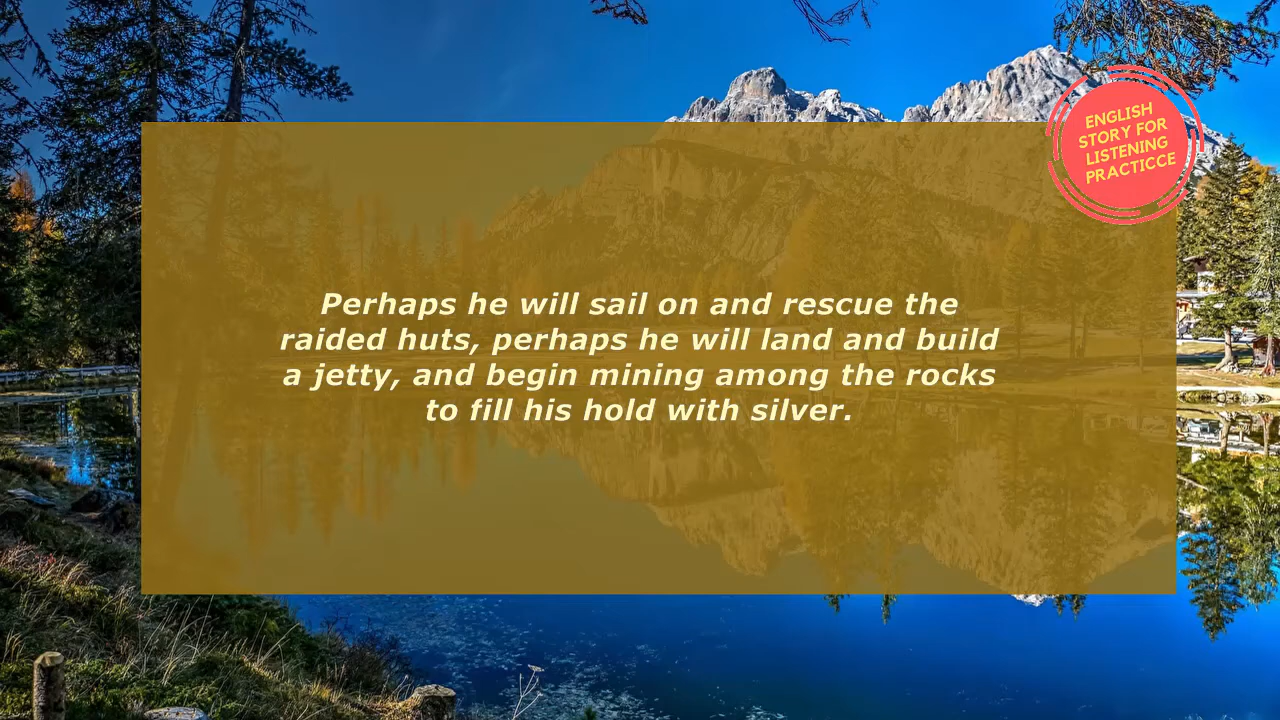 ENGLISH
STORY FOR
LISTENING
PRACTICCE
Perhaps he will sail on and rescue the
raided huts, perhaps he will land and build
a jetty, and begin mining among the rocks
to fill his hold with silver.